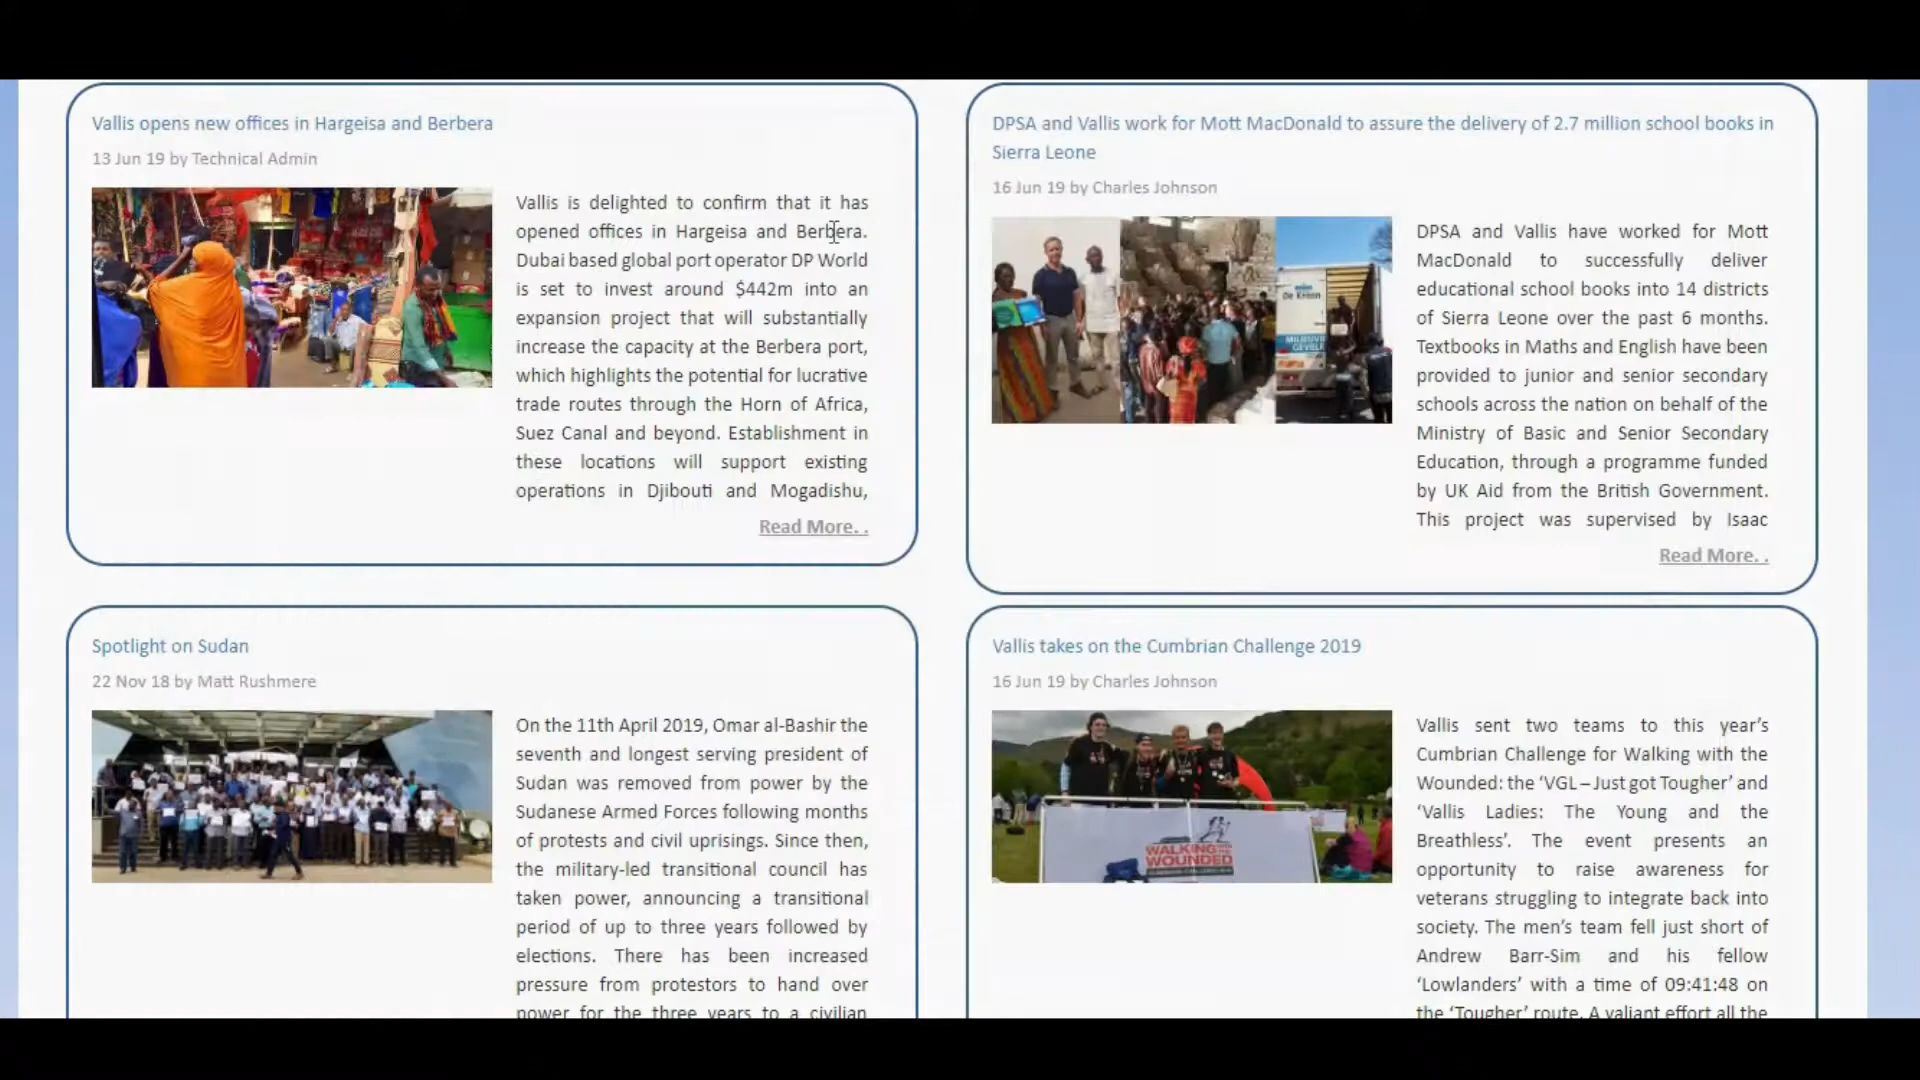 Vallis opens new offices in Hargeisa and Berbera
13 Jun 19 by Technical Admin
Vallis is delighted to confirm that it has
opened offices in Hargeisa and Berbera.
Dubai based global port operator DP World
is set to invest around $442m into an
expansion project that will substantially
increase the capacity at the Berbera port,
which highlights the potential for lucrative
trade routes through the Horn of Africa,
Suez Canal and beyond. Establishment in
these locations will support existing
operations in Djibouti and Mogadishu,
Read More. .
DPSA and Vallis work for Mott MacDonald to assure the delivery of 2.7 million school books in
Sierra Leone
16 Jun 19 by Charles Johnson
De Kroon
DPSA and Vallis have worked for Mott
MacDonald to successfully deliver
educational school books into 14 districts
of Sierra Leone over the past 6 months.
Textbooks in Maths and English have been
provided to junior and senior secondary
schools across the nation on behalf of the
Ministry of Basic and Senior Secondary
Education, through a programme funded
by UK Aid from the British Government.
This project was supervised by Isaac
Read More. .
Spotlight on Sudan
22 Nov 18 by Matt Rushmere
On the 11th April 2019, Omar al-Bashir the
seventh and longest serving president of
Sudan was removed from power by the
Sudanese Armed Forces following months
of protests and civil uprisings. Since then,
the military-led transitional council has
taken power, announcing a transitional
period of up to three years followed by
elections. There has been increased
pressure from protestors to hand over
power for the three years to a civilian
Vallis takes on the Cumbrian Challenge 2019
16 Jun 19 by Charles Johnson
WALKING
WOUNDED
Vallis sent two teams to this year’s
Cumbrian Challenge for Walking with the
Wounded: the ‘VGL – Just got Tougher’ and
‘Vallis Ladies: The Young and the
Breathless’. The event presents an
opportunity to raise awareness for
veterans struggling to integrate back into
society. The men’s team fell just short of
Andrew Barr-Sim and his fellow
‘Lowlanders’ with a time of 09:41:48 on
the ‘Tougher’ route. A valiant effort all the